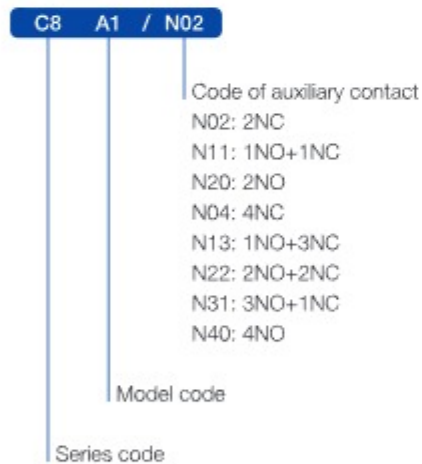 C8 A1 / N02
Code of auxiliary contact
N02: 2NC
N11: 1NO+1NC
N20: 2NO
N04: 4NC
N13: 1NO+3NC
N22: 2NO+2NC
N31: 3NO+1NC
N40: 4NO
Model code
Series code